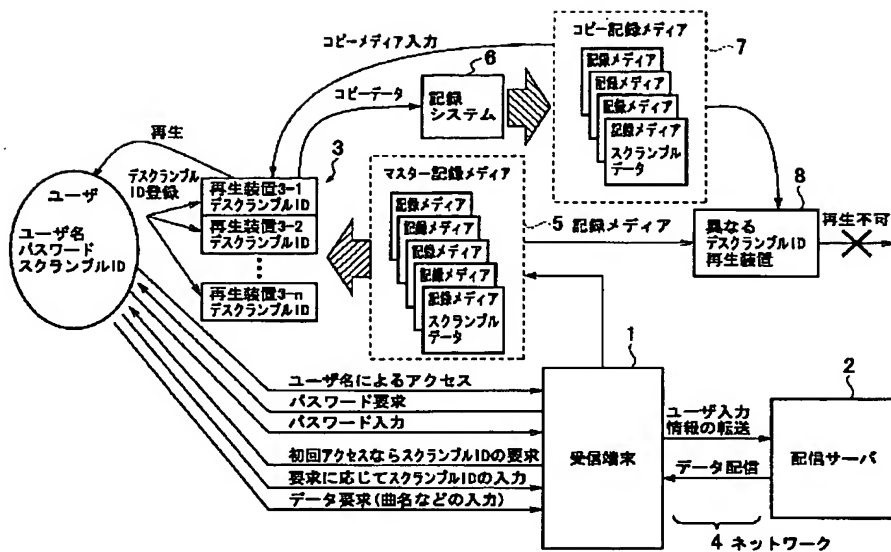 コピーメディア入力
6
コピー記録メディア
7
記録メディア
記録メディア
記録メディア
記録メディア
スクランブル
データ
コピーデータ
記録
システム
再生
3
デスクランブル
ID登録
再生装置3-1
デスクランブルID
再生装置3-2
デスクランブルID
再生装置3-n
デスクランブルID
マスター記録メディア
5
記録メディア
記録メディア
記録メディア
記録メディア
記録メディア
スクランブル
データ
記録メディア
8
異なる
デスクランブルID
再生装置
再生不可
ユーザ
ユーザ名
パスワード
スクランブルID
ユーザ名によるアクセス
パスワード要求
パスワード入力
初回アクセスならスクランブルIDの要求
要求に応じてスクランブルIDの入力
データ要求(曲名などの入力)
1
受信端末
ユーザ入力
情報の転送
データ配信
2
配信サーバ
4 ネットワーク